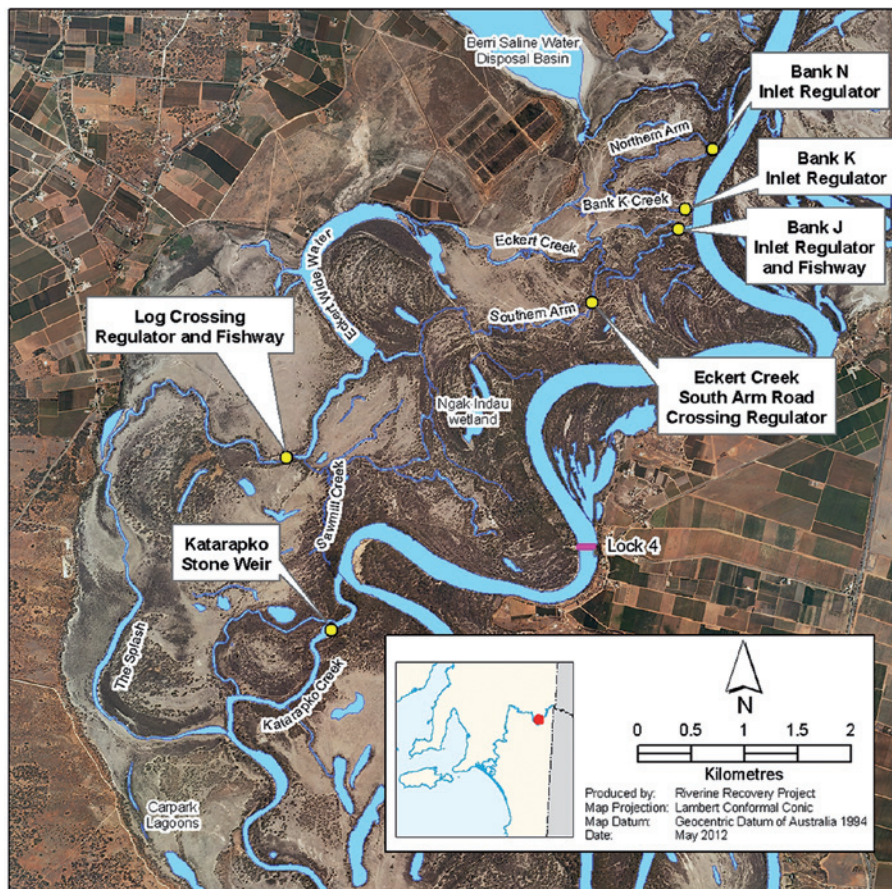 Berri Saline Water
Disposal Basin
Bank N
Inlet Regulator
Northern Arm
Bank K
Inlet Regulator
Bank K Creek
Bank J
Inlet Regulator
and Fishway
Eckert Creek
Eckert Wide Water
Southern Arm
Log Crossing
Regulator and Fishway
Eckert Creek
South Arm Road
Crossing Regulator
Ngak Indau
wetland
Sawmill Creek
Lock 4
Katarapko
Stone Weir
The Splash
Katarapko Creek
Carpark
Lagoons
N
0 0.5 1 1.5 2
Kilometres
Produced by: Riverine Recovery Project
Map Projection: Lambert Conformal Conic
Map Datum: Geocentric Datum of Australia 1994
Date: May 2012